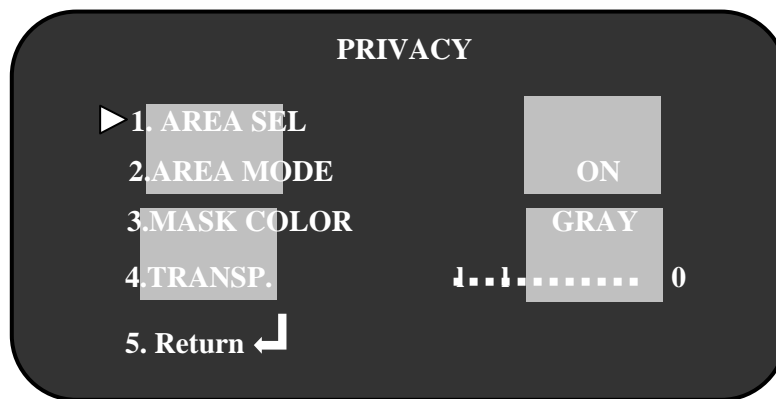 PRIVACY
1. AREA SEL
2.AREA MODE ON
3.MASK COLOR GRAY
4.TRANSP. 0
5. Return